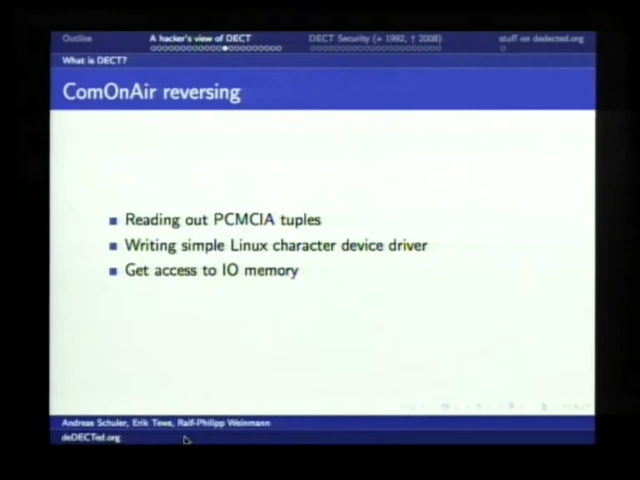 Outline
A hacker's view of DECT
DECT Security (* 1992, † 2008)
stuff on dedected.org
What is DECT?
ComOnAir reversing
Reading out PCMCIA tuples
Writing simple Linux character device driver
Get access to IO memory
Andreas Schuler, Erik Tews, Ralf-Philipp Weinmann
deDECTed.org